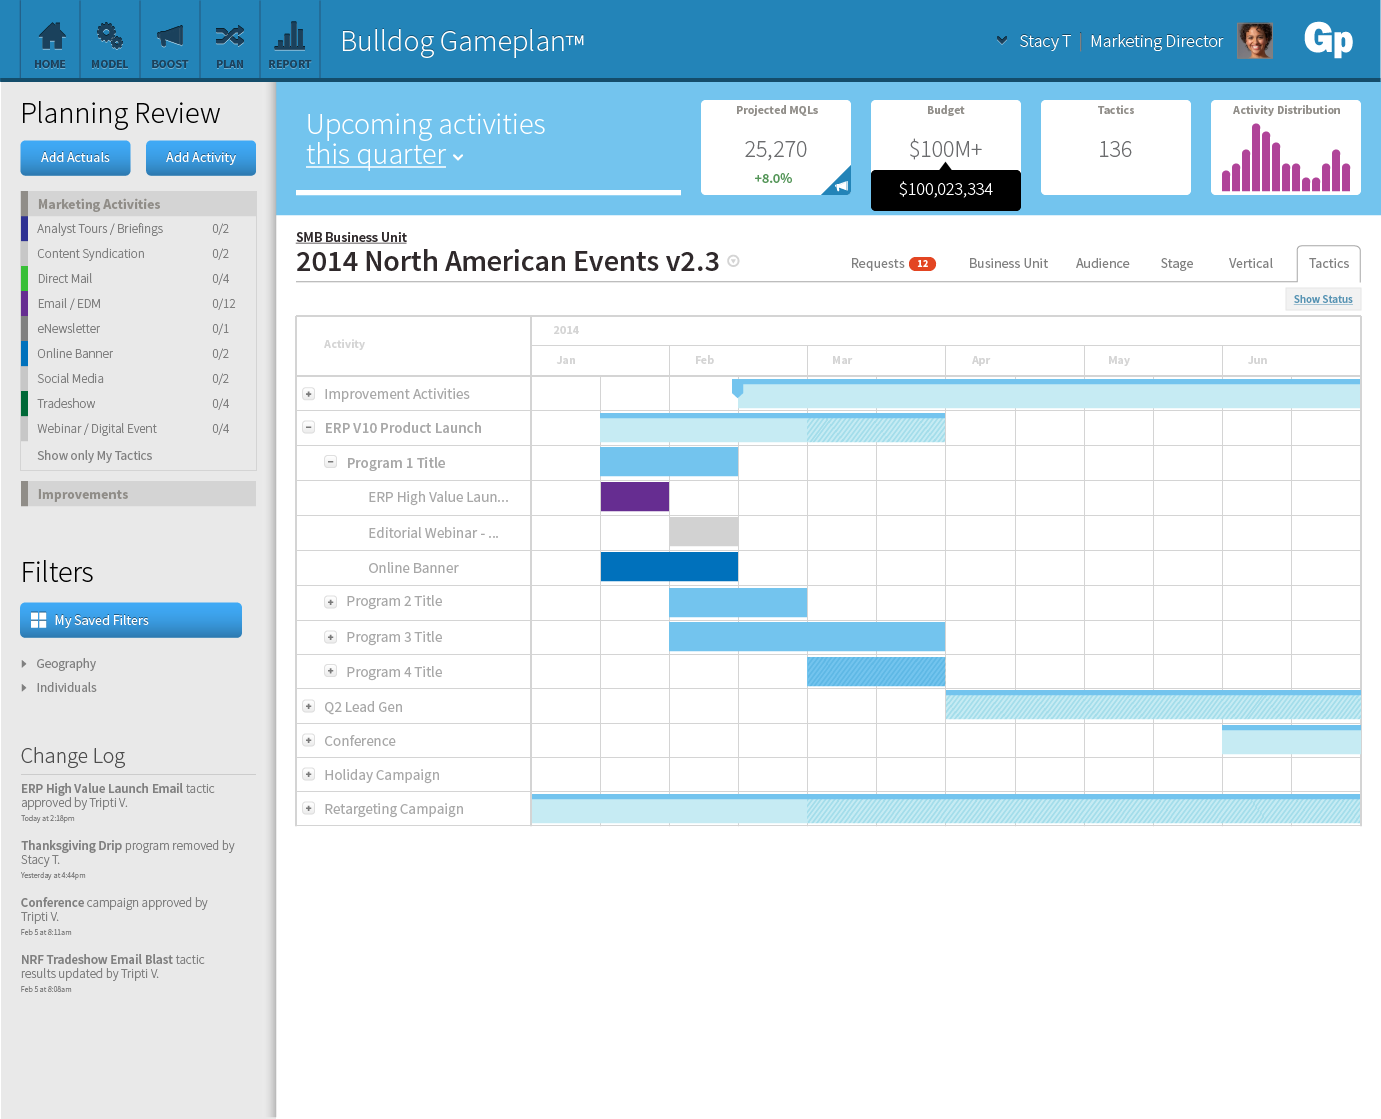 HOME MODEL BOOST PLAN REPORT
Bulldog Gameplan™
Stacy T | Marketing Director
Gp
Planning Review
Add Actuals Add Activity
Marketing Activities
Analyst Tours / Briefings 0/2
Content Syndication 0/2
Direct Mail 0/4
Email / EDM 0/12
eNewsletter 0/1
Online Banner 0/2
Social Media 0/2
Tradeshow 0/4
Webinar / Digital Event 0/4
Show only My Tactics
Improvements
Filters
My Saved Filters
Geography
Individuals
Change Log
ERP High Value Launch Email tactic
approved by Tripti V.
Today at 2:18pm
Thanksgiving Drip program removed by
Stacy T.
Yesterday at 4:44pm
Conference campaign approved by
Tripti V.
Feb 5 at 8:11am
NRF Tradeshow Email Blast tactic
results updated by Tripti V.
Feb 5 at 8:08am
Upcoming activities
this quarter
Projected MQLs
25,270
+8.0%
Budget
$100M+
$100,023,334
Tactics
136
Activity Distribution
SMB Business Unit
2014 North American Events v2.3
Requests 12 Business Unit Audience Stage Vertical Tactics
Show Status
Activity
2014
Jan Feb Mar Apr May Jun
Improvement Activities
ERP V10 Product Launch
Program 1 Title
ERP High Value Laun...
Editorial Webinar - ...
Online Banner
Program 2 Title
Program 3 Title
Program 4 Title
Q2 Lead Gen
Conference
Holiday Campaign
Retargeting Campaign